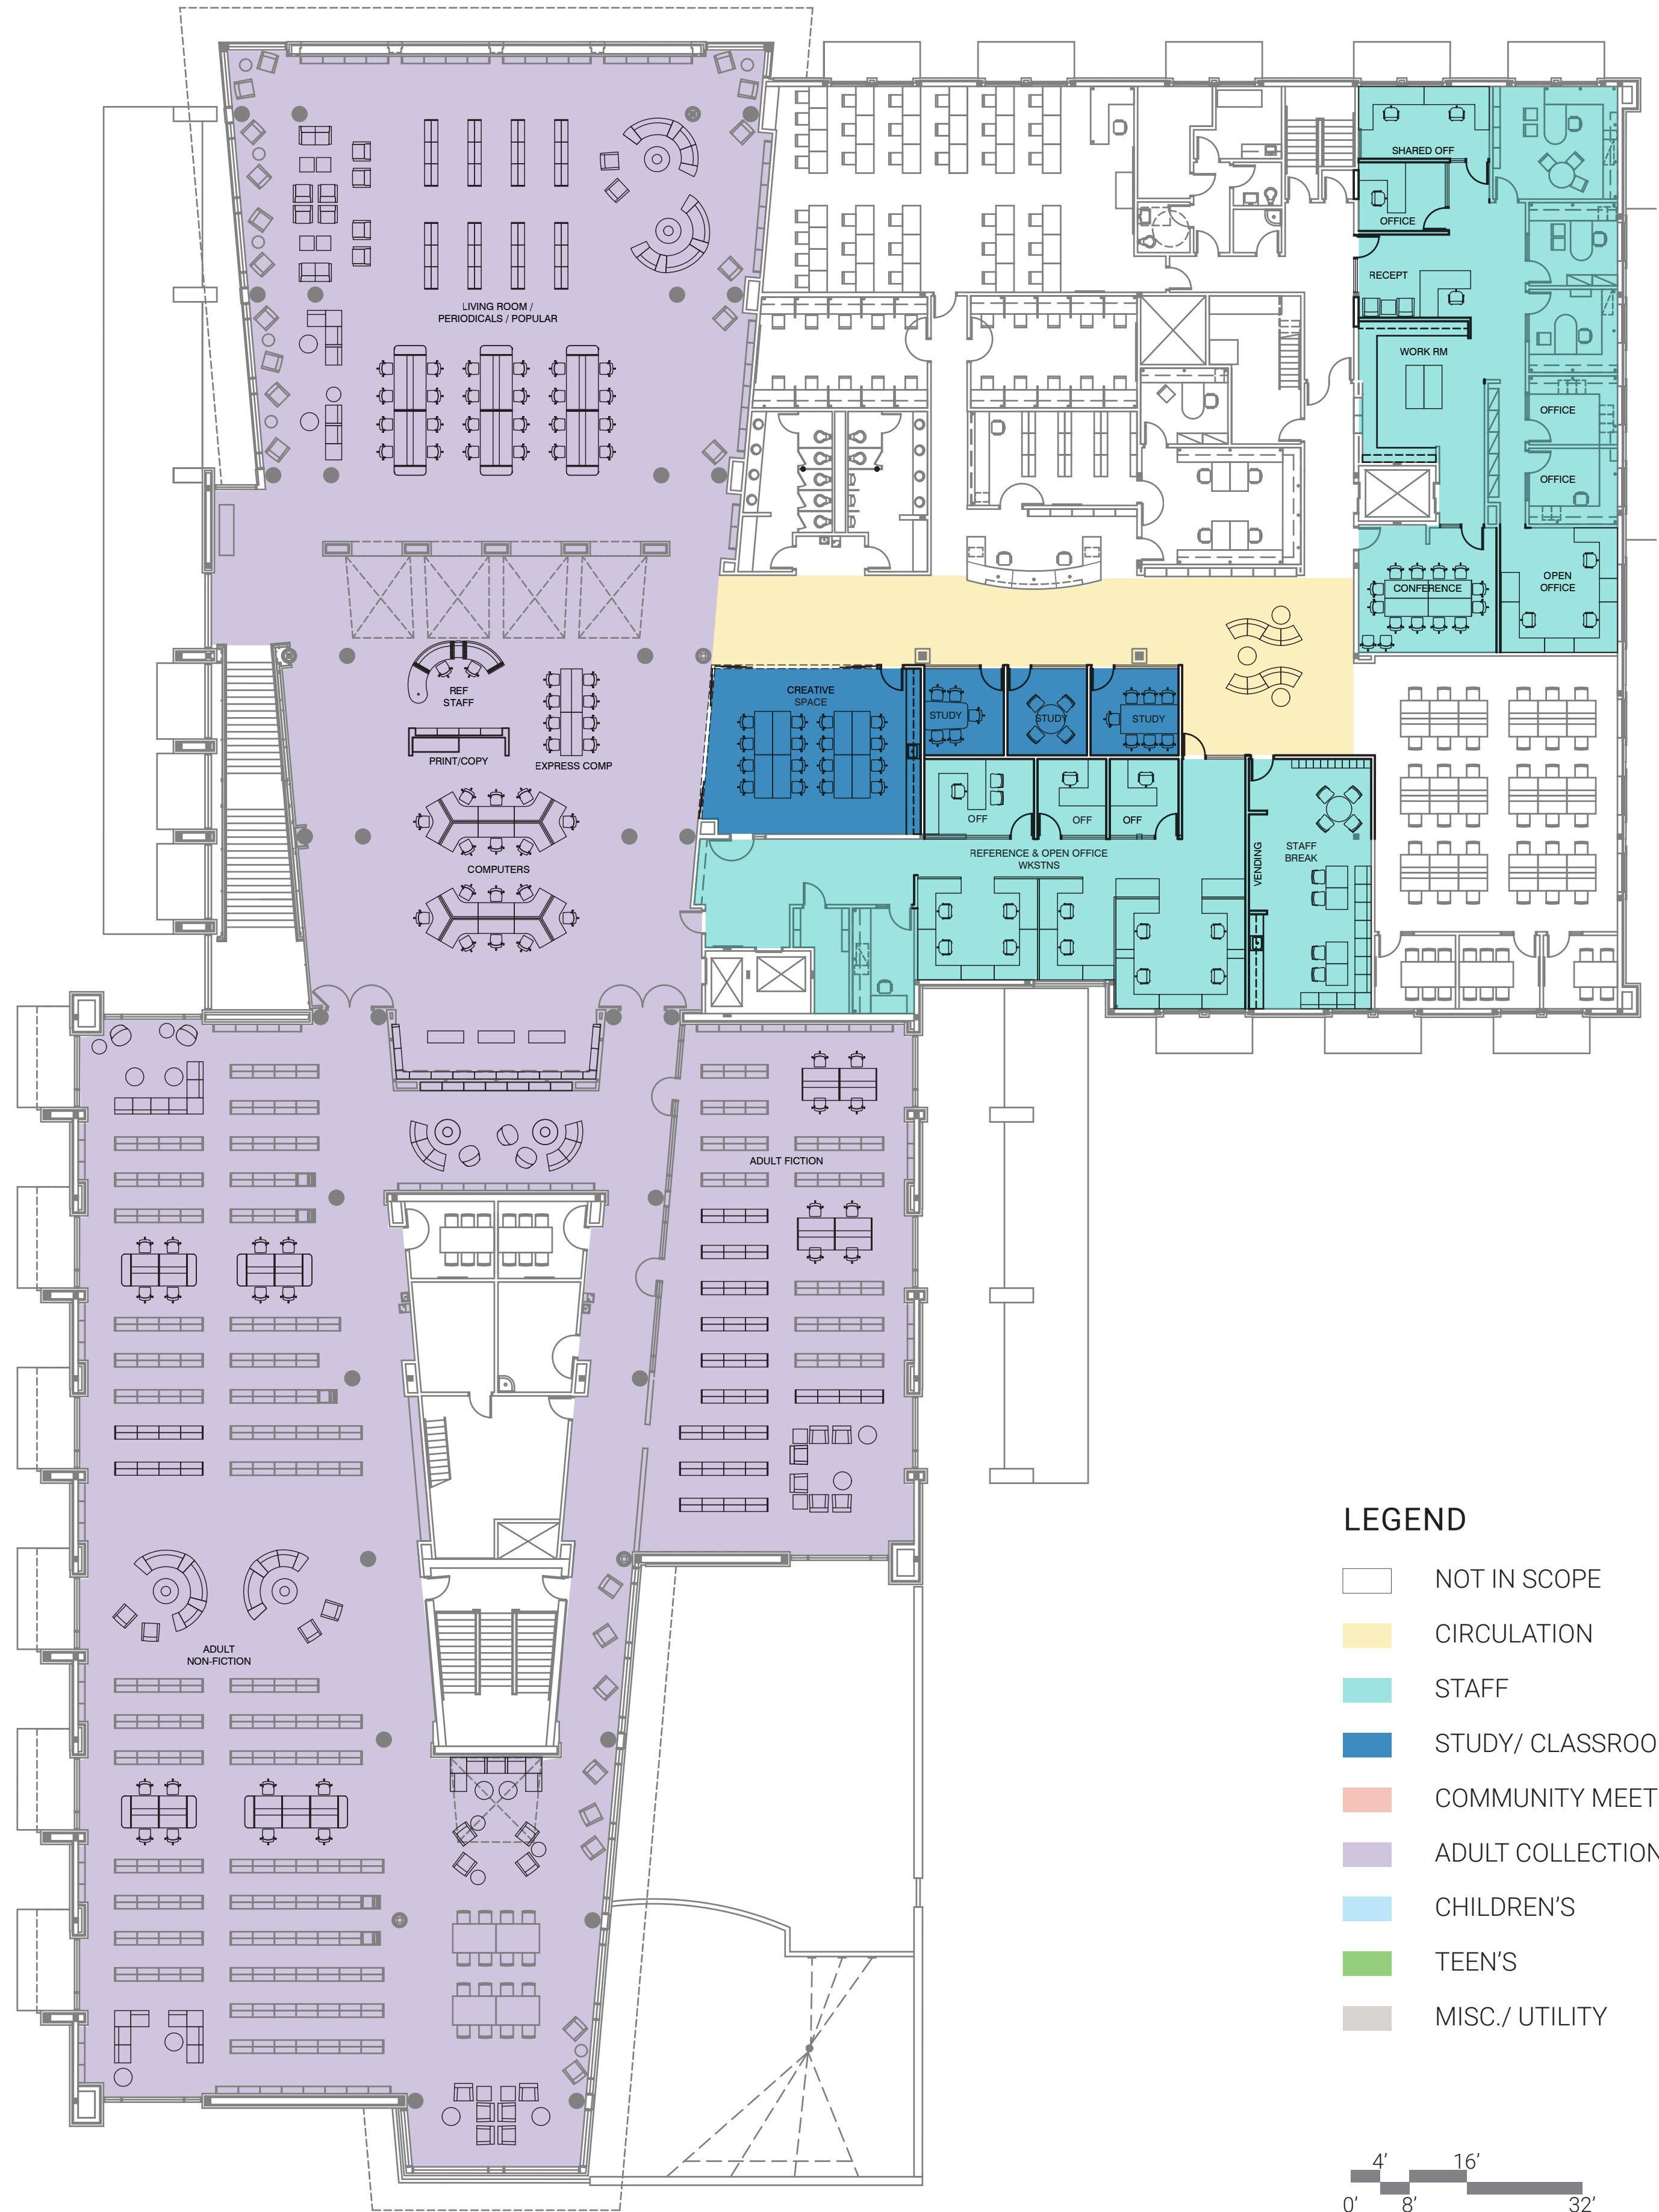 SHARED OFF
OFFICE
RECEPT
LIVING ROOM /
PERIODICALS / POPULAR
WORK RM
OFFICE
OFFICE
OPEN
OFFICE
CONFERENCE
REF
STAFF
CREATIVE
SPACE
STUDY
STUDY
STUDY
PRINT/COPY
EXPRESS COMP
OFF
OFF
OFF
REFERENCE & OPEN OFFICE
WKSTNS
VENDING
STAFF
BREAK
COMPUTERS
ADULT FICTION
ADULT
NON-FICTION
LEGEND
NOT IN SCOPE
CIRCULATION
STAFF
STUDY/ CLASSROO
COMMUNITY MEET
ADULT COLLECTION
CHILDREN'S
TEEN'S
MISC./ UTILITY
4' 16'
0' 8' 32'